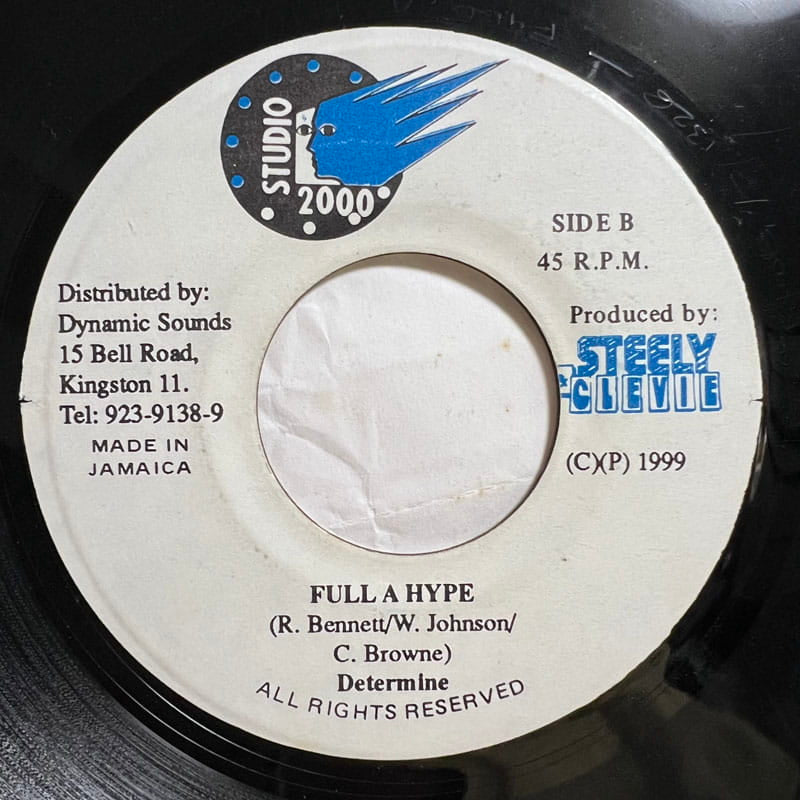 STUDIO
2000
SIDE B
45 R.P.M.
Distributed by:
Dynamic Sounds
15 Bell Road,
Kingston 11.
Tel: 923-9138-9
MADE IN
JAMAICA
Produced by:
STEELY
& CLEVIE
(C)(P) 1999
FULL A HYPE
(R. Bennett/W. Johnson/
C. Browne)
Determine
ALL RIGHTS RESERVED